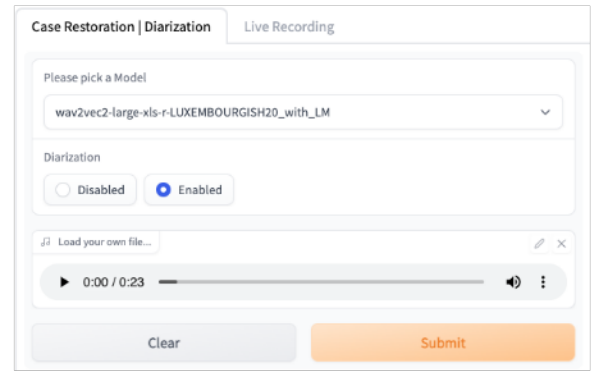 Case Restoration | Diarization Live Recording
Please pick a Model
wav2vec2-large-xls-r-LUXEMBOURGISH20_with_LM
Diarization
Disabled Enabled
Load your own file...
0:00 / 0:23
Clear Submit